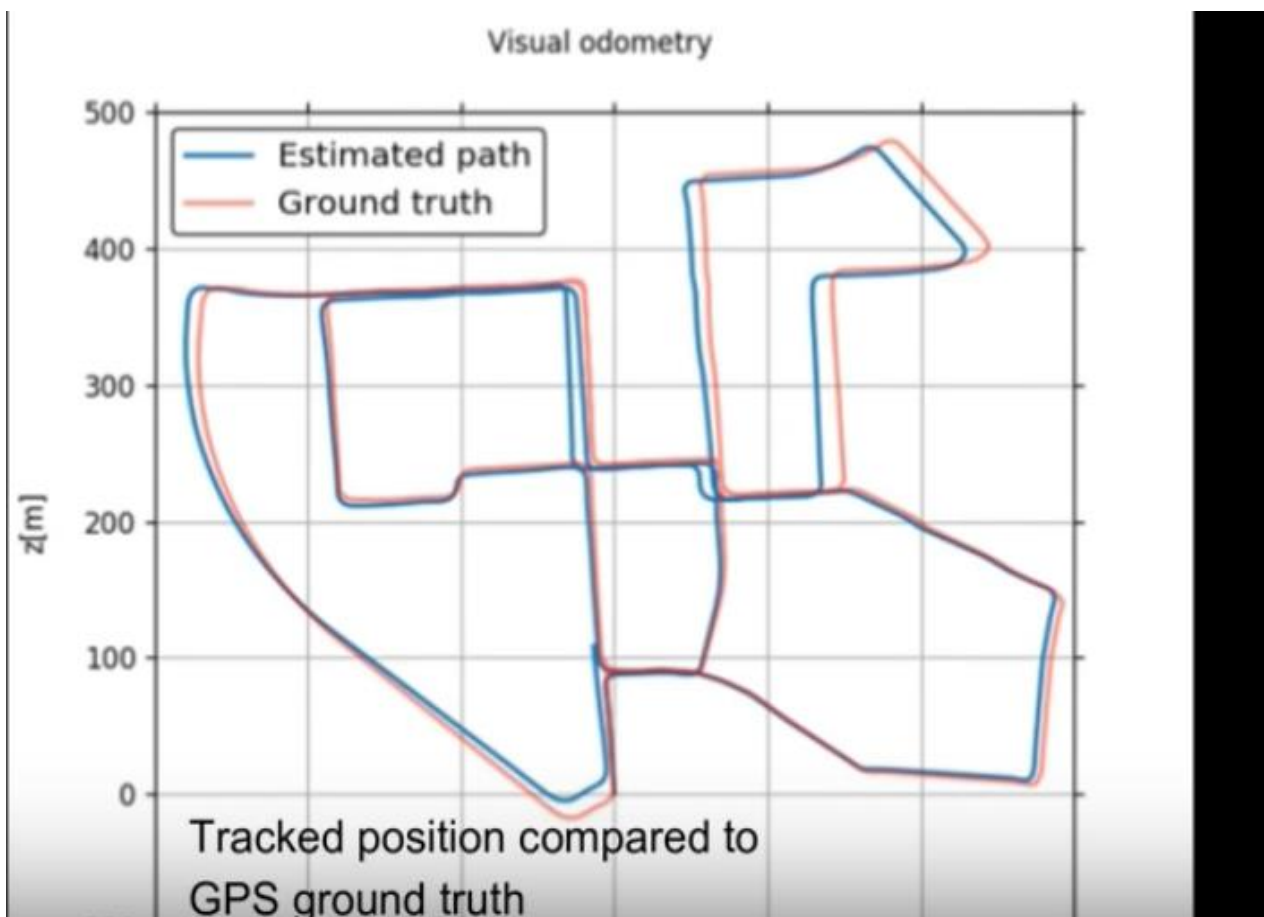 Visual odometry
500
Estimated path
Ground truth
400
300
z[m]
200
100
0
Tracked position compared to
GPS ground truth